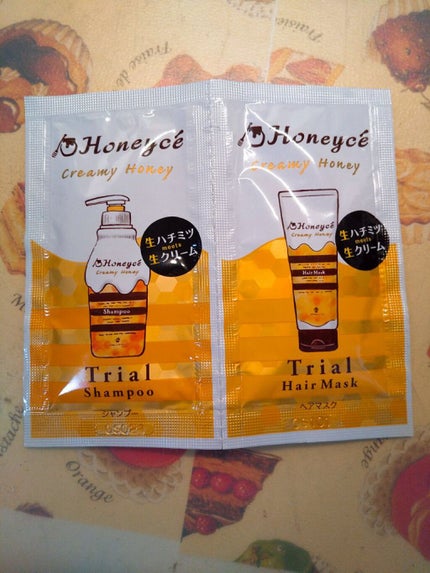 Honeycé
Creamy Honey
生ハチミツ
meets
生クリーム
Honeycé
Creamy Honey
Shampoo
Trial
Shampoo
シャンプー
Honeycé
Creamy Honey
生ハチミツ
meets
生クリーム
Honeycé
Creamy Honey
Hair Mask
Trial
Hair Mask
ヘアマスク
Fraise de
Orange